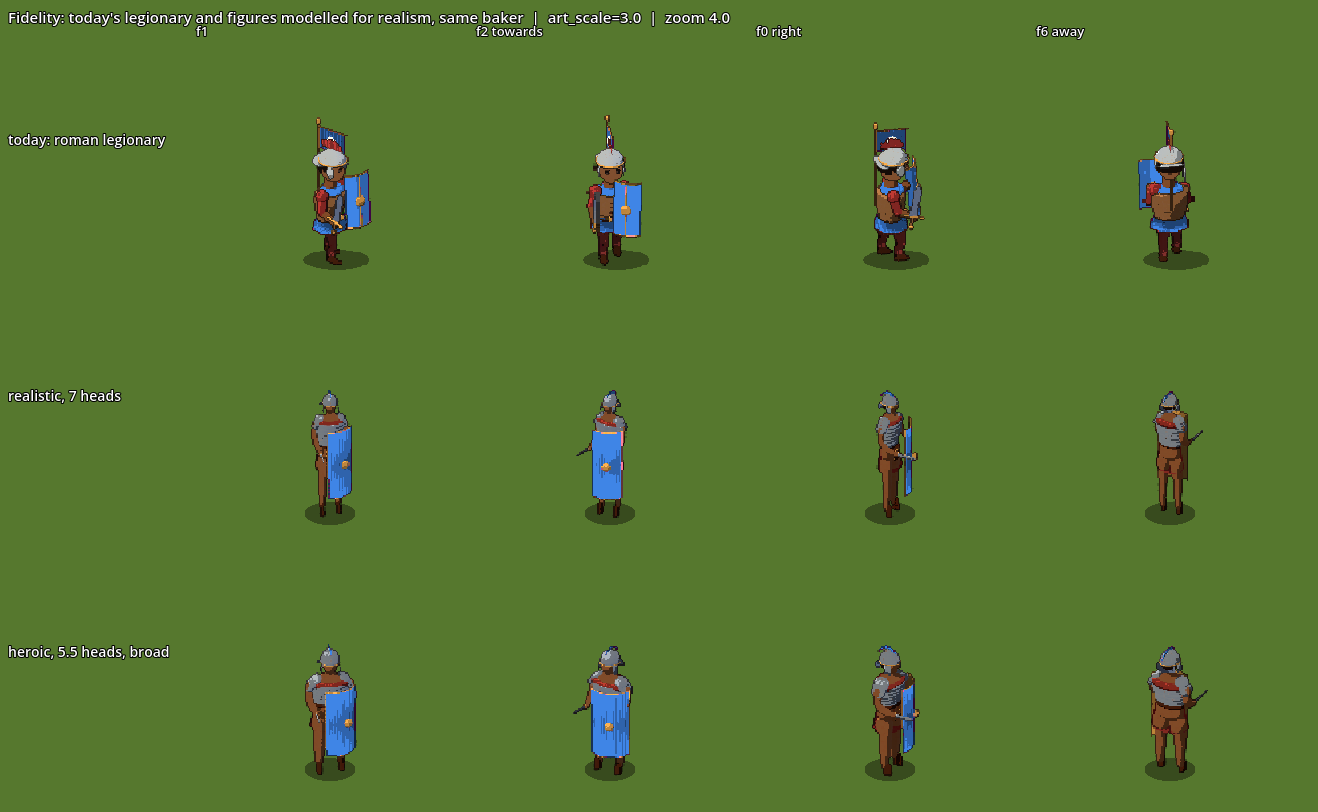 Fidelity: today's legionary and figures modelled for realism, same baker | art_scale=3.0 | zoom 4.0
f1 f2 towards f0 right f6 away
today: roman legionary
realistic, 7 heads
heroic, 5.5 heads, broad